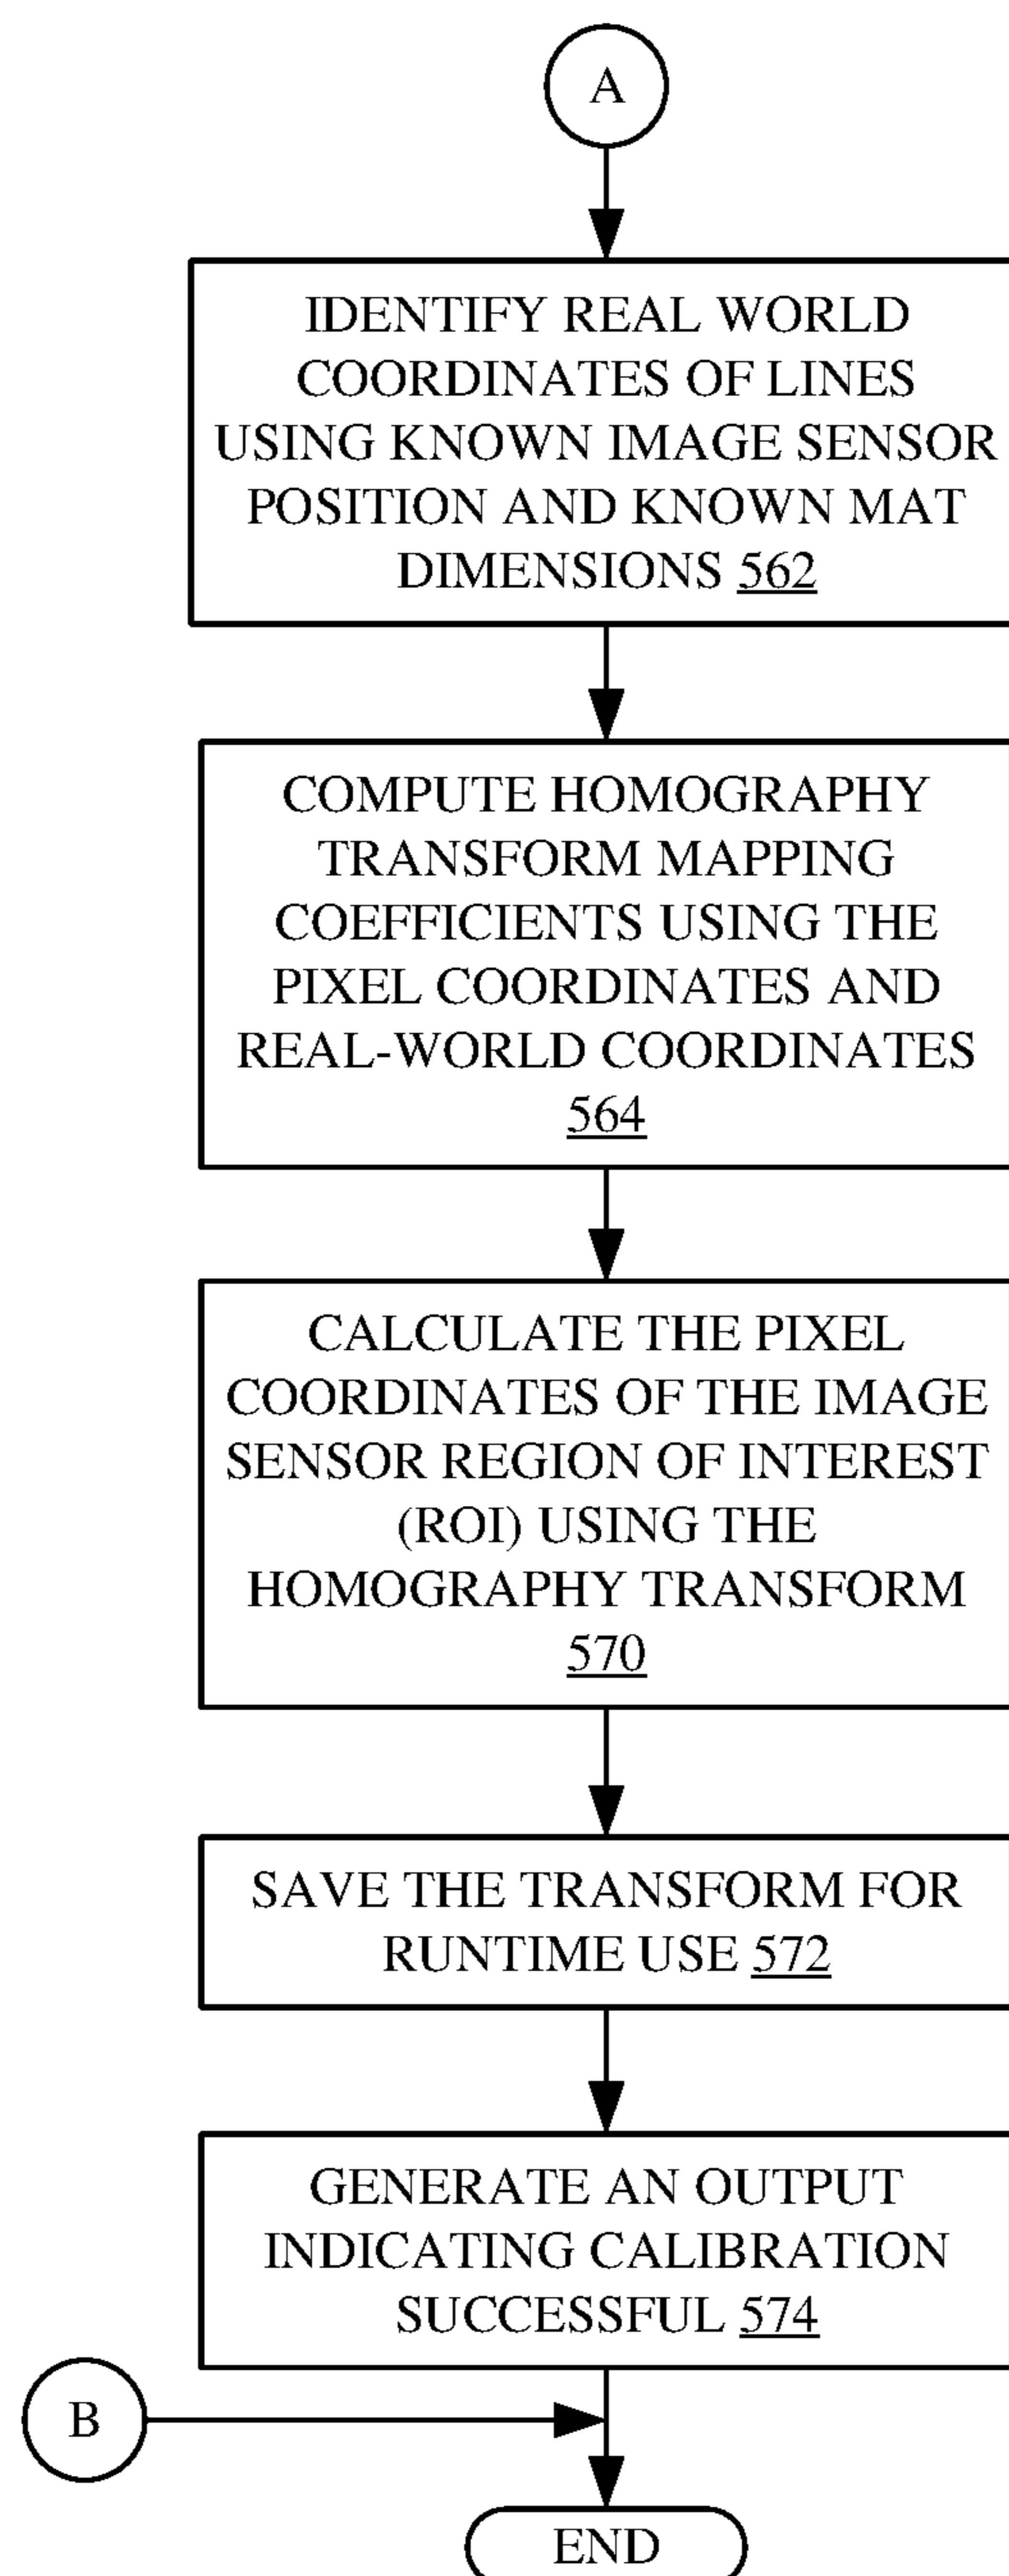 A
IDENTIFY REAL WORLD
COORDINATES OF LINES
USING KNOWN IMAGE SENSOR
POSITION AND KNOWN MAT
DIMENSIONS 562
COMPUTE HOMOGRAPHY
TRANSFORM MAPPING
COEFFICIENTS USING THE
PIXEL COORDINATES AND
REAL-WORLD COORDINATES
564
CALCULATE THE PIXEL
COORDINATES OF THE IMAGE
SENSOR REGION OF INTEREST
(ROI) USING THE
HOMOGRAPHY TRANSFORM
570
SAVE THE TRANSFORM FOR
RUNTIME USE 572
GENERATE AN OUTPUT
INDICATING CALIBRATION
SUCCESSFUL 574
B
END